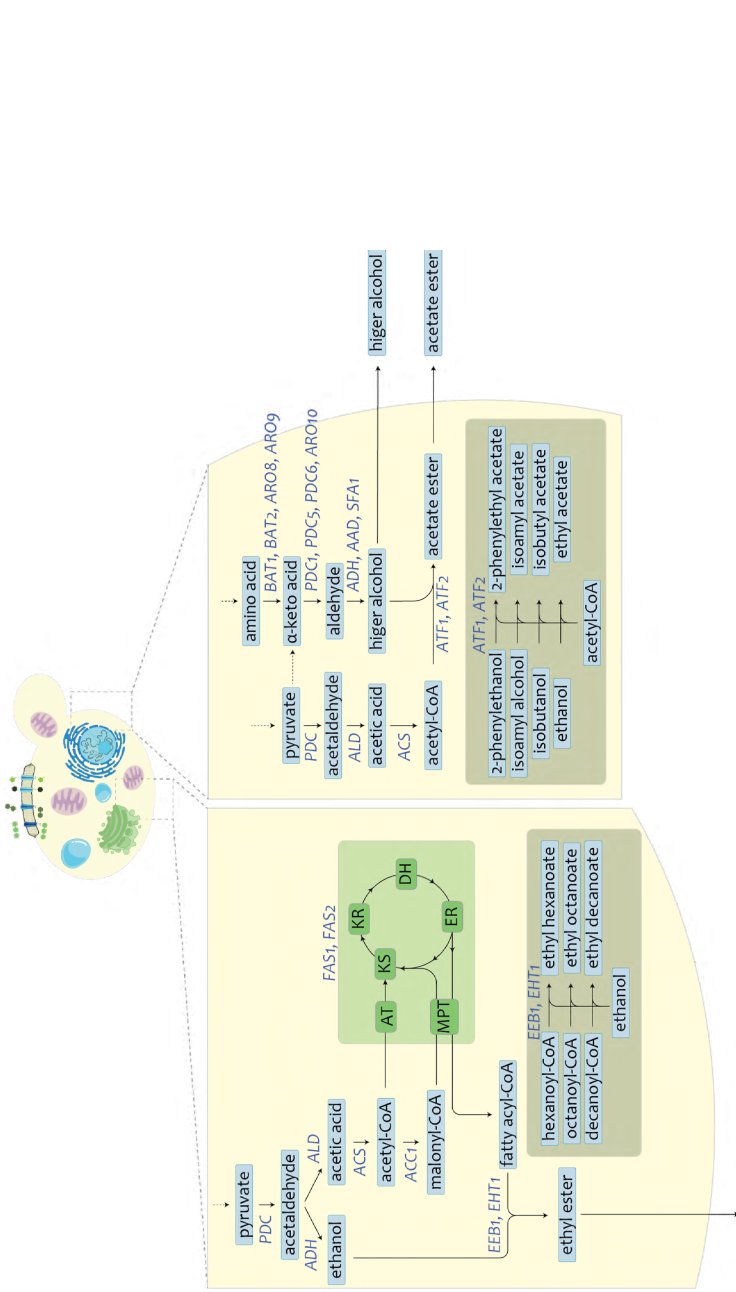 pyruvate
PDC
acetaldehyde
ADH
ALD
ethanol
acetic acid
ACS
acetyl-CoA
ACC1
malonyl-CoA
FAS1, FAS2
AT
KS
KR
DH
ER
MPT
fatty acyl-CoA
EEB1, EHT1
ethyl ester
EEB1, EHT1
hexanoyl-CoA
ethyl hexanoate
octanoyl-CoA
ethyl octanoate
decanoyl-CoA
ethyl decanoate
ethanol
amino acid
BAT1, BAT2, ARO8, ARO9
pyruvate
α-keto acid
PDC
PDC1, PDC5, PDC6, ARO10
acetaldehyde
aldehyde
ALD
ADH, AAD, SFA1
acetic acid
higer alcohol
higer alcohol
ACS
acetyl-CoA
ATF1, ATF2
acetate ester
acetate ester
ATF1, ATF2
2-phenylethanol
2-phenylethyl acetate
isoamyl alcohol
isoamyl acetate
isobutanol
isobutyl acetate
ethanol
ethyl acetate
acetyl-CoA